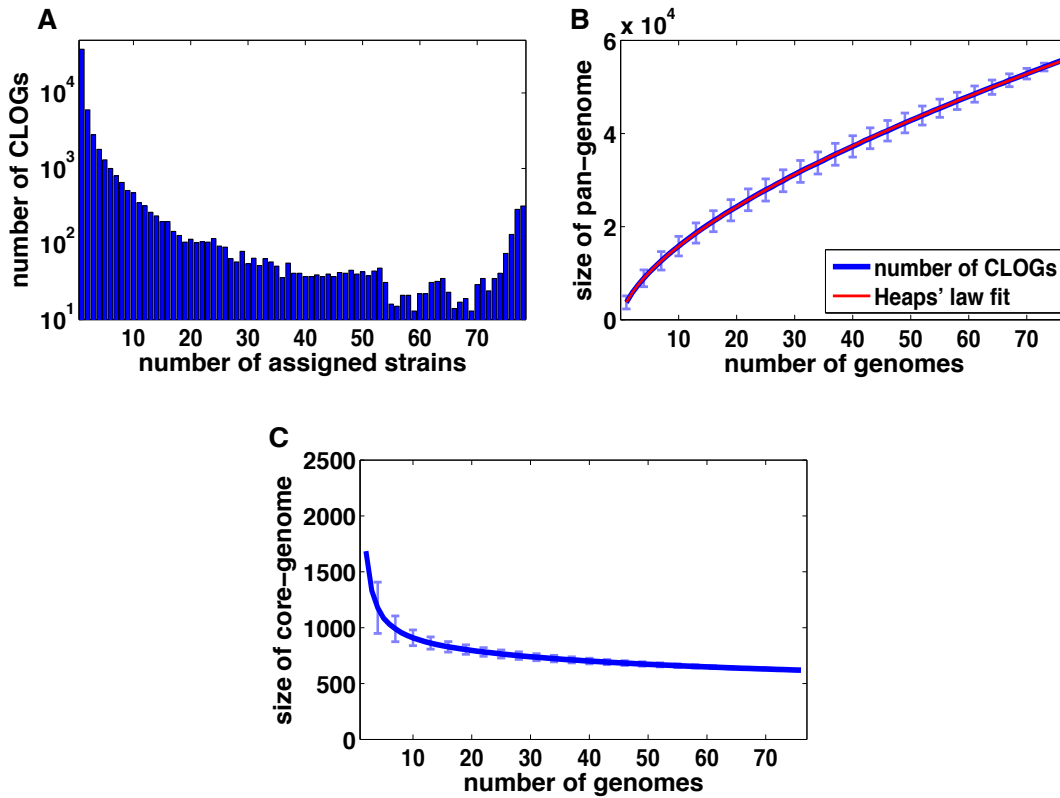 A
number of CLOGs
10^4
10^3
10^2
10^1
10 20 30 40 50 60 70
number of assigned strains
B
x 10^4
size of pan-genome
6
4
2
0
number of CLOGs
Heaps' law fit
10 20 30 40 50 60 70
number of genomes
C
size of core-genome
2500
2000
1500
1000
500
0
10 20 30 40 50 60 70
number of genomes